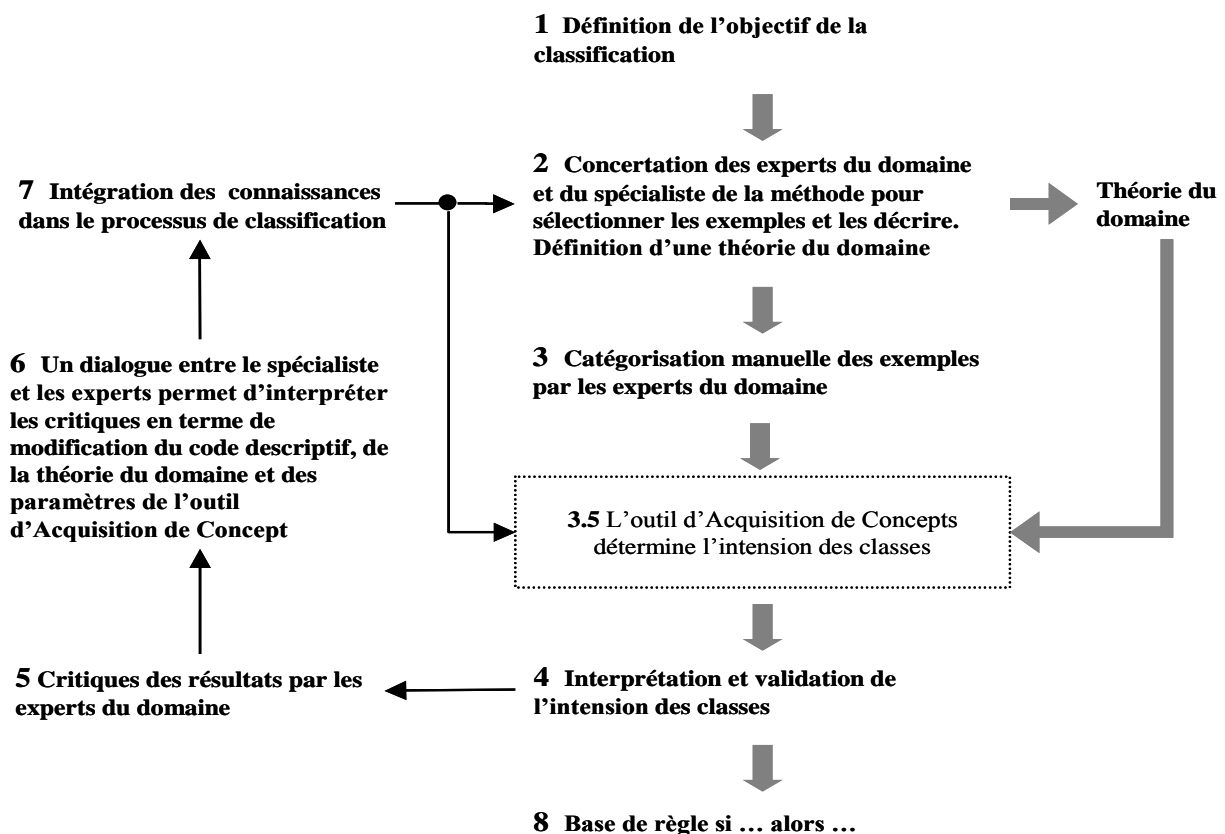 1 Définition de l'objectif de la
classification
2 Concertation des experts du domaine
et du spécialiste de la méthode pour
sélectionner les exemples et les décrire.
Définition d'une théorie du domaine
Théorie du
domaine
7 Intégration des connaissances
dans le processus de classification
3 Catégorisation manuelle des exemples
par les experts du domaine
6 Un dialogue entre le spécialiste
et les experts permet d'interpréter
les critiques en terme de
modification du code descriptif, de
la théorie du domaine et des
paramètres de l'outil
d'Acquisition de Concept
3.5 L'outil d'Acquisition de Concepts
détermine l'intension des classes
4 Interprétation et validation de
l'intension des classes
5 Critiques des résultats par les
experts du domaine
8 Base de règle si … alors …